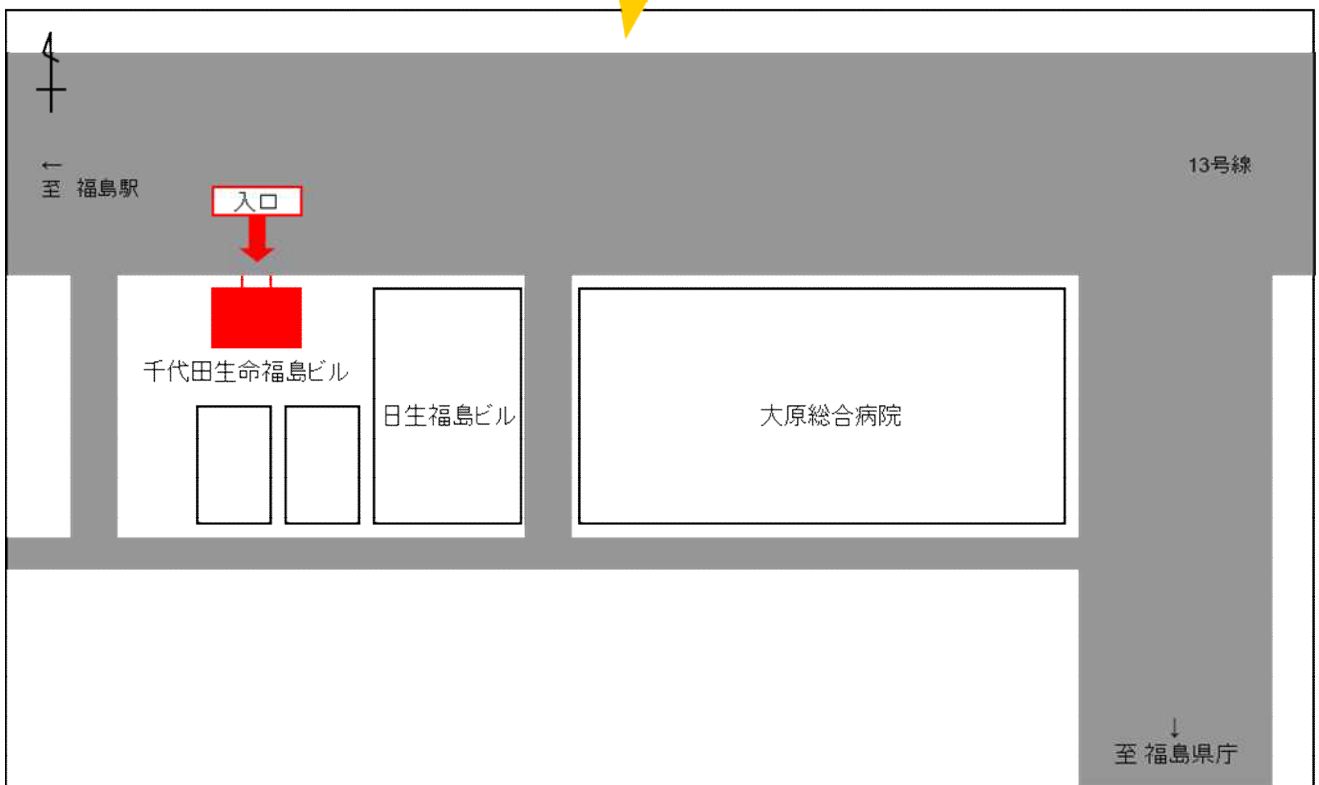 ←
至 福島駅
13号線
入口
千代田生命福島ビル
日生福島ビル
大原総合病院
↓
至 福島県庁